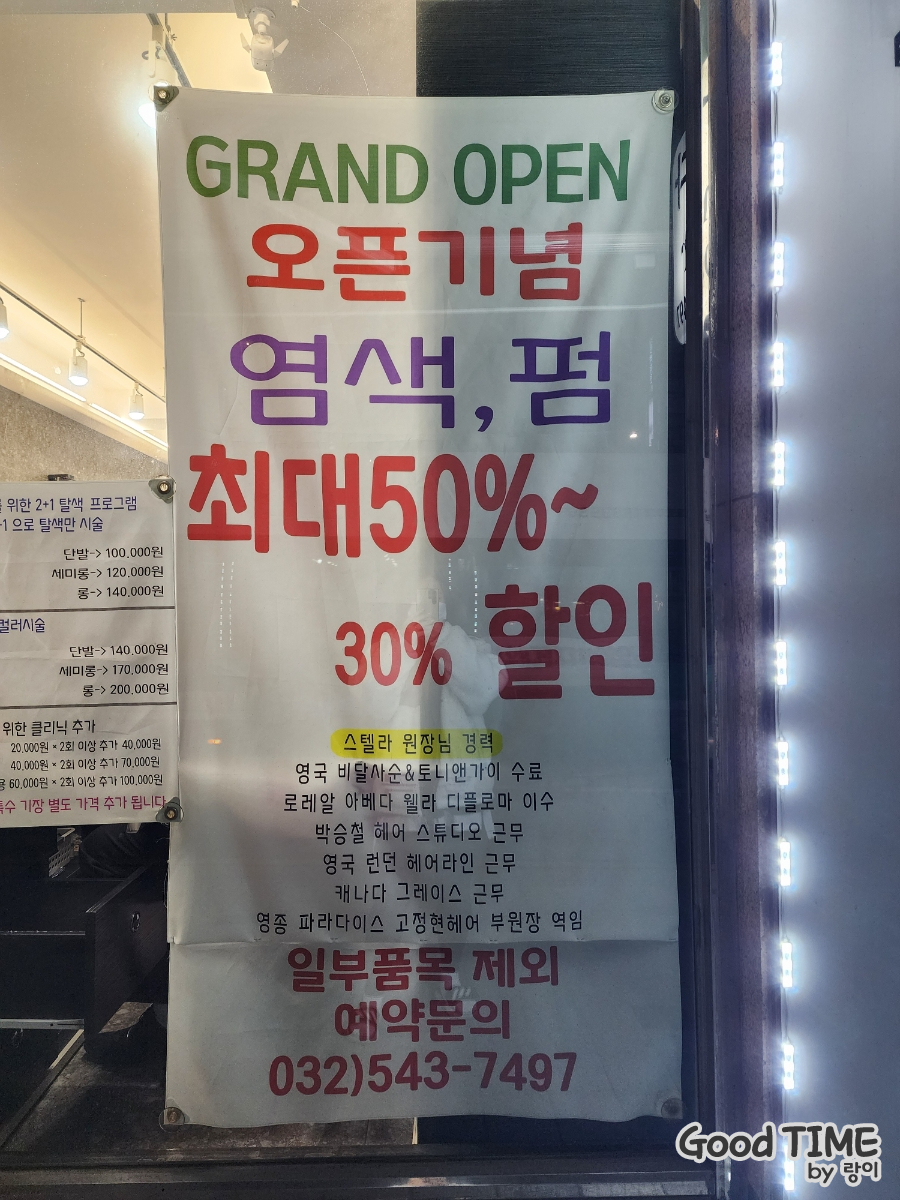 GRAND OPEN
오픈기념
염색, 펌
최대50%~
30% 할인
스텔라 원장님 경력
영국 비달사순&토니앤가이 수료
로레알 아베다 웰라 디플로마 이수
박승철 헤어 스튜디오 근무
영국 런던 헤어라인 근무
캐나다 그레이스 근무
영종 파라다이스 고정현헤어 부원장 역임
일부품목 제외
예약문의
032)543-7497
위한 2+1 탈색 프로그램
+1 으로 탈색만 시술
단발-> 100.000원
세미롱-> 120.000원
롱-> 140.000원
컬러시술
단발-> 140.000원
세미롱-> 170.000원
롱-> 200.000원
위한 클리닉 추가
20,000원 × 2회 이상 추가 40,000원
40,000원 × 2회 이상 추가 70,000원
60,000원 × 2회 이상 추가 100,000원
특수 기장 별도 가격 추가 됩니다
Good TIME
by 랑이